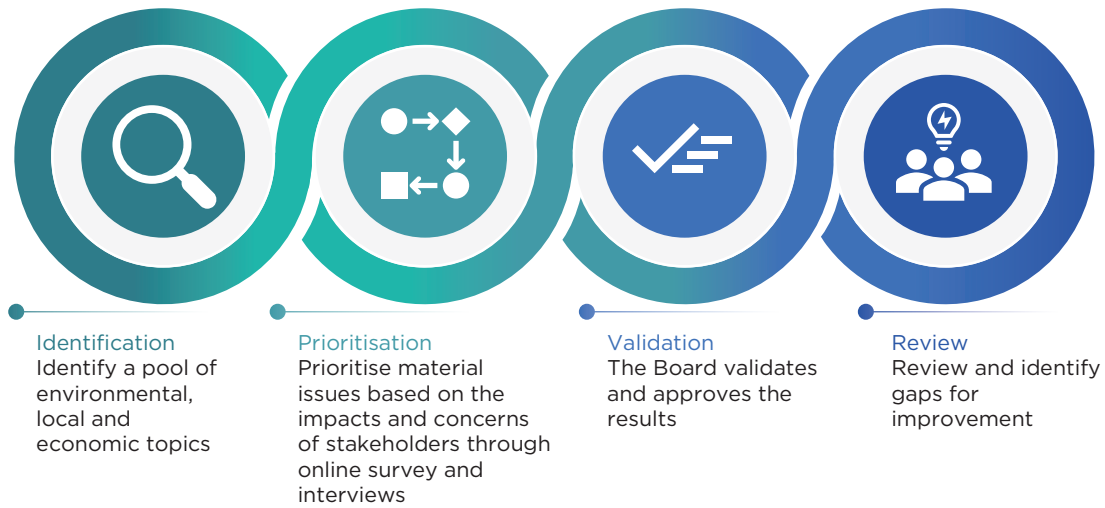 Identification
Identify a pool of
environmental,
local and
economic topics
Prioritisation
Prioritise material
issues based on the
impacts and concerns
of stakeholders through
online survey and
interviews
Validation
The Board validates
and approves the
results
Review
Review and identify
gaps for
improvement